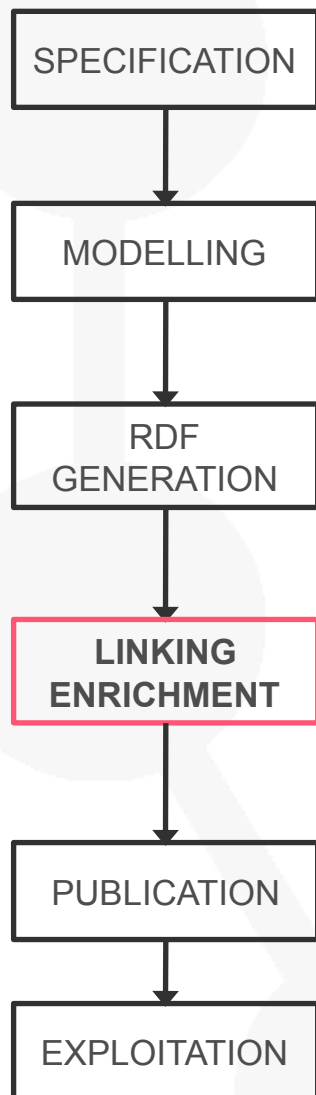 SPECIFICATION
MODELLING
RDF
GENERATION
LINKING
ENRICHMENT
PUBLICATION
EXPLOITATION